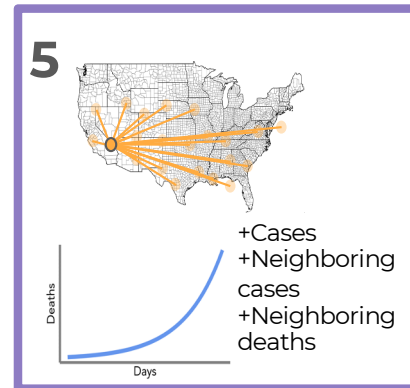 5
+Cases
+Neighboring
cases
+Neighboring
deaths
Deaths
Days